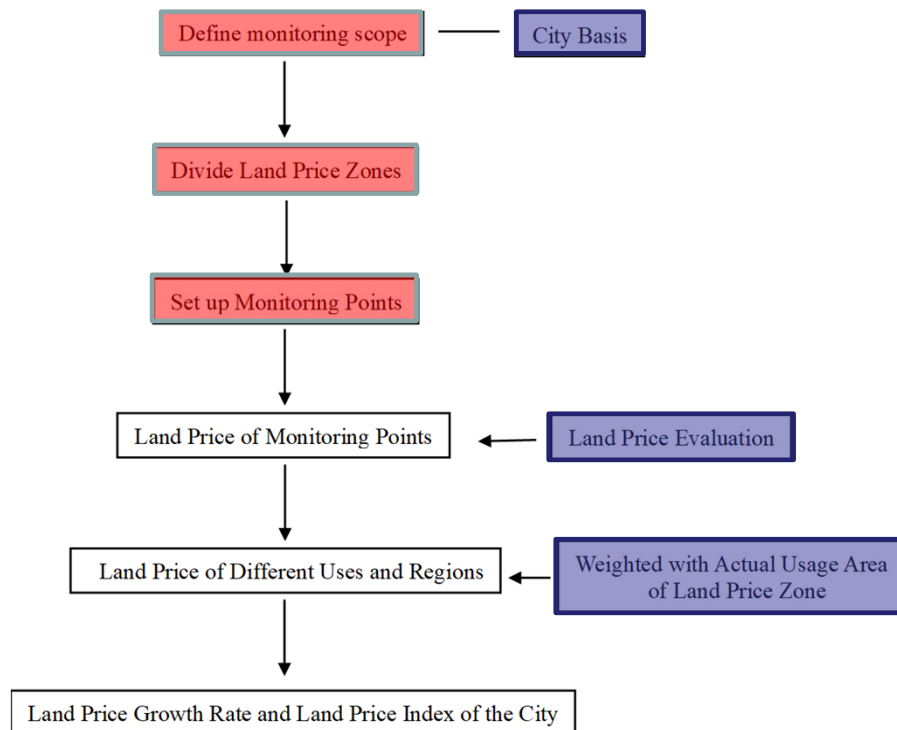 Define monitoring scope
City Basis
Divide Land Price Zones
Set up Monitoring Points
Land Price of Monitoring Points
Land Price Evaluation
Land Price of Different Uses and Regions
Weighted with Actual Usage Area
of Land Price Zone
Land Price Growth Rate and Land Price Index of the City